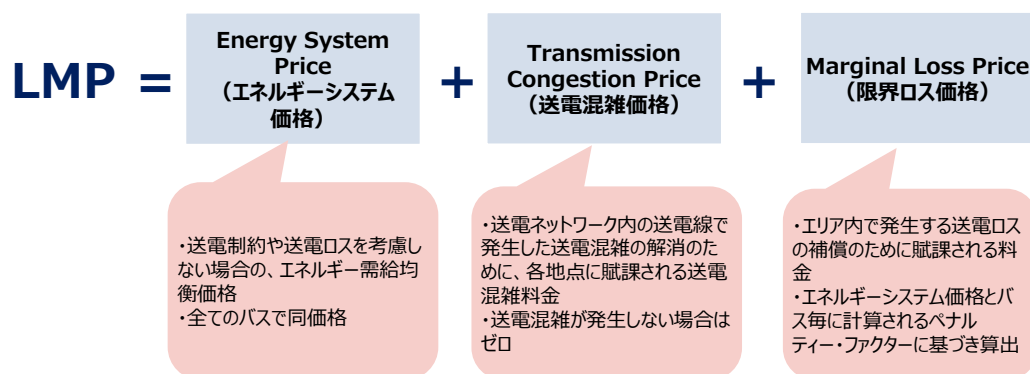 LMP =
Energy System
Price
（エネルギーシステム
価格）
+
Transmission
Congestion Price
（送電混雑価格）
+
Marginal Loss Price
（限界ロス価格）
・送電制約や送電ロスを考慮し
ない場合の、エネルギー需給均
衡価格
・全てのバスで同価格
・送電ネットワーク内の送電線で
発生した送電混雑の解消のた
めに、各地点に賦課される送電
混雑料金
・送電混雑が発生しない場合は
ゼロ
・エリア内で発生する送電ロス
の補償のために賦課される料
金
・エネルギーシステム価格とバ
ス毎に計算されるペナル
ティー・ファクターに基づき算出